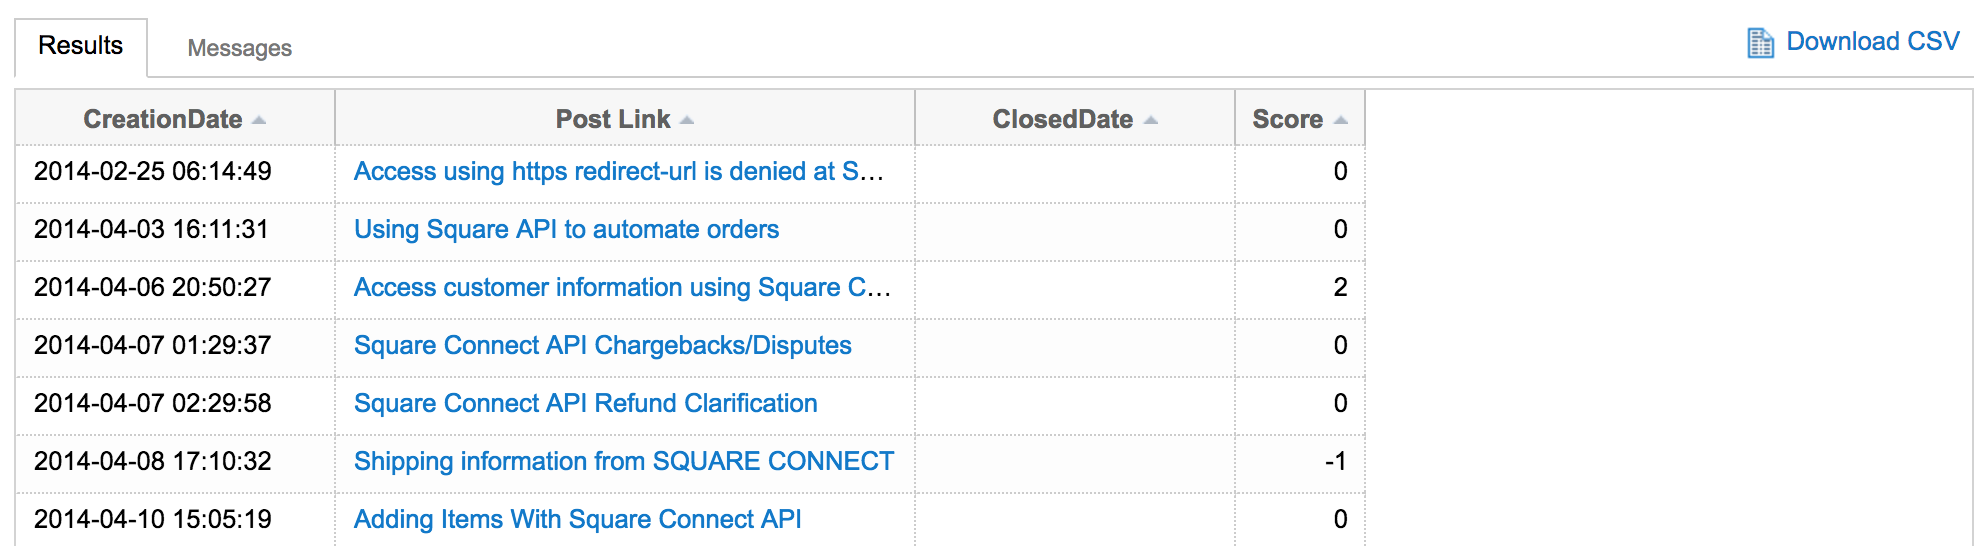 Results Messages Download CSV
CreationDate Post Link ClosedDate Score
2014-02-25 06:14:49 Access using https redirect-url is denied at S... 0
2014-04-03 16:11:31 Using Square API to automate orders 0
2014-04-06 20:50:27 Access customer information using Square C... 2
2014-04-07 01:29:37 Square Connect API Chargebacks/Disputes 0
2014-04-07 02:29:58 Square Connect API Refund Clarification 0
2014-04-08 17:10:32 Shipping information from SQUARE CONNECT -1
2014-04-10 15:05:19 Adding Items With Square Connect API 0